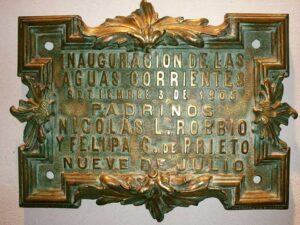 INAUGURACION DE LAS
AGUAS CORRIENTES
SETIEMBRE 3 DE 1905
PADRINOS
NICOLAS L. ROBBIO
Y FELIPA G. DE PRIETO
NUEVE DE JULIO